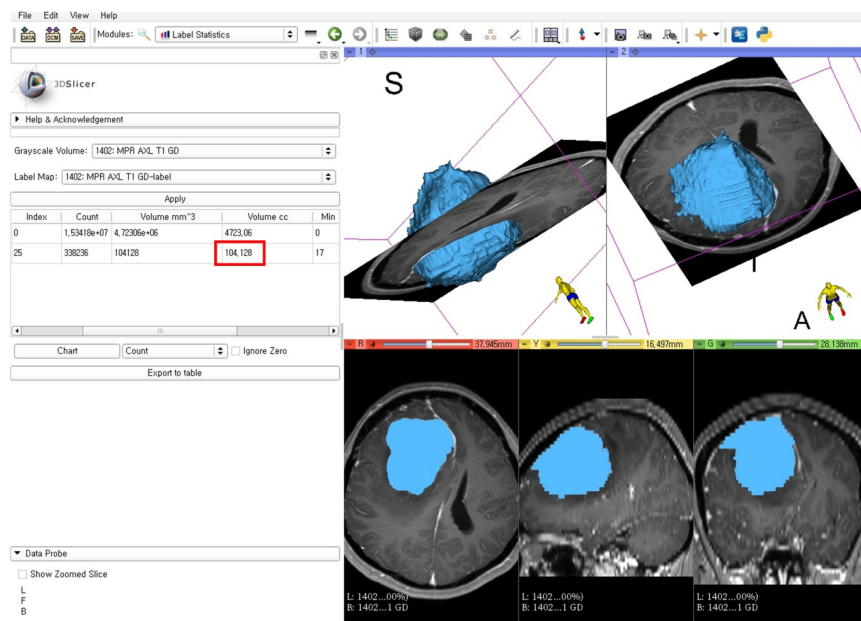 File Edit View Help
DATA DCM SAVE Modules: Label Statistics
3DSlicer
Help & Acknowledgement
Grayscale Volume: 1402: MPR AXL T1 GD
Label Map: 1402: MPR AXL T1 GD-label
Apply
Index Count Volume mm^3 Volume cc Min
0 1,53418e+07 4,72306e+06 4723,06 0
25 338236 104128 104,128 17
Chart Count Ignore Zero
Export to table
Data Probe
Show Zoomed Slice
L
F
B
1
S
2
I
A
R 37,945mm
L: 1402...00%)
B: 1402...1 GD
Y 16,497mm
L: 1402...00%)
B: 1402...1 GD
G 28,138mm
L: 1402...00%)
B: 1402...1 GD